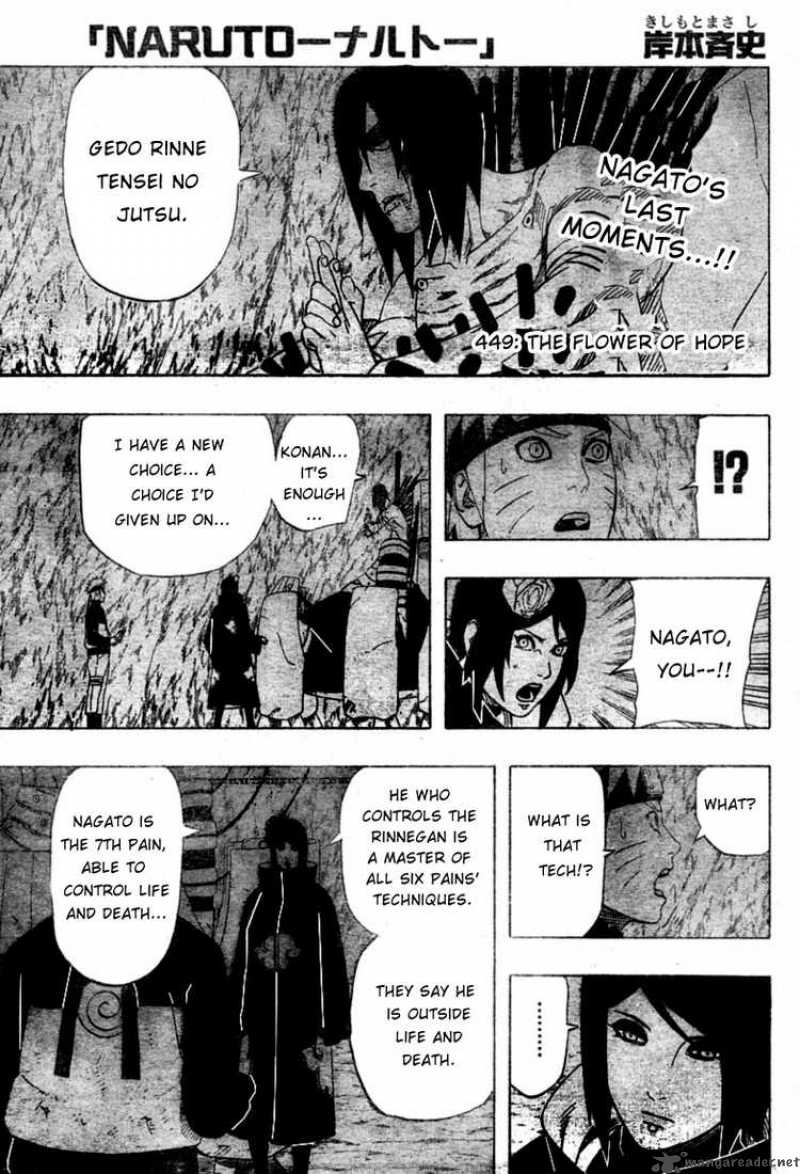 「NARUTOーナルトー」
きしもとまさし
岸本斉史
GEDO RINNE
TENSEI NO
JUTSU.
NAGATO'S
LAST
MOMENTS...!!
449: THE FLOWER OF HOPE
!?
KONAN...
IT'S
ENOUGH
...
I HAVE A NEW
CHOICE... A
CHOICE I'D
GIVEN UP ON...
NAGATO,
YOU--!!
WHAT?
WHAT IS
THAT
TECH!?
HE WHO
CONTROLS THE
RINNEGAN IS
A MASTER OF
ALL SIX PAINS'
TECHNIQUES.
THEY SAY HE
IS OUTSIDE
LIFE AND
DEATH.
NAGATO IS
THE 7TH PAIN,
ABLE TO
CONTROL LIFE
AND DEATH...
.........
mangareader.net